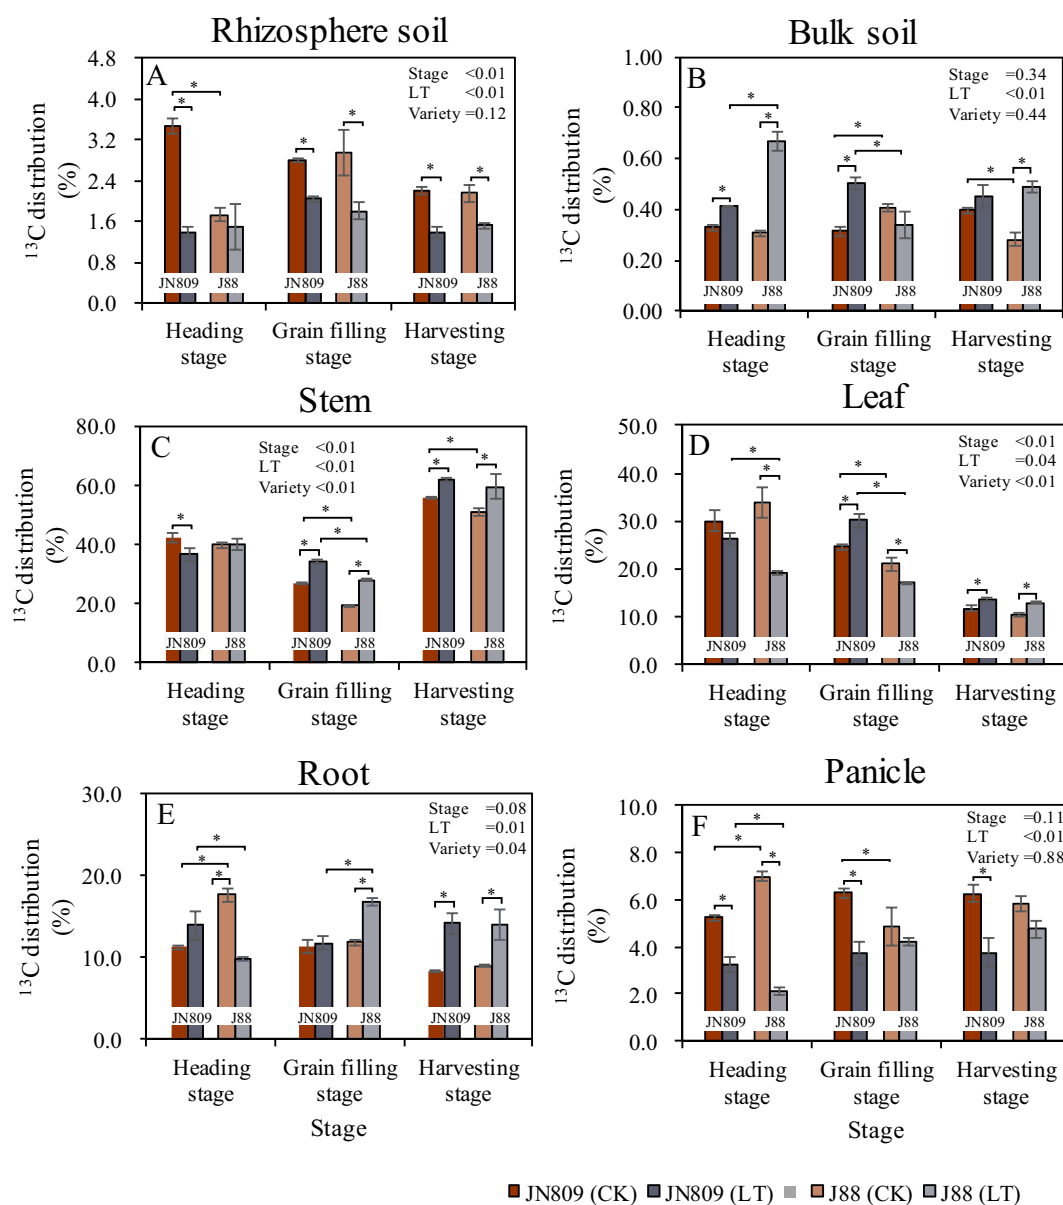 Rhizosphere soil
A
Stage <0.01
LT <0.01
Variety =0.12
4.8
4.0
3.2
2.4
1.6
0.8
0.0
¹³C distribution
(%)
* * * * * *
JN809 J88 JN809 J88 JN809 J88
Heading stage
Grain filling stage
Harvesting stage
Bulk soil
B
Stage =0.34
LT <0.01
Variety =0.44
1.00
0.80
0.60
0.40
0.20
0.00
¹³C distribution
(%)
* * * * * * * *
JN809 J88 JN809 J88 JN809 J88
Heading stage
Grain filling stage
Harvesting stage
Stem
C
Stage <0.01
LT <0.01
Variety <0.01
80.0
60.0
40.0
20.0
0.0
¹³C distribution
(%)
* * * * * * * *
JN809 J88 JN809 J88 JN809 J88
Heading stage
Grain filling stage
Harvesting stage
Leaf
D
Stage <0.01
LT =0.04
Variety <0.01
50.0
40.0
30.0
20.0
10.0
0.0
¹³C distribution
(%)
* * * * * * * *
JN809 J88 JN809 J88 JN809 J88
Heading stage
Grain filling stage
Harvesting stage
Root
E
Stage =0.08
LT =0.01
Variety =0.04
30.0
20.0
10.0
0.0
¹³C distribution
(%)
* * * * * * *
JN809 J88 JN809 J88 JN809 J88
Heading stage
Grain filling stage
Harvesting stage
Stage
Panicle
F
Stage =0.11
LT <0.01
Variety =0.88
10.0
8.0
6.0
4.0
2.0
0.0
¹³C distribution
(%)
* * * * * * *
JN809 J88 JN809 J88 JN809 J88
Heading stage
Grain filling stage
Harvesting stage
Stage
JN809 (CK) JN809 (LT) J88 (CK) J88 (LT)